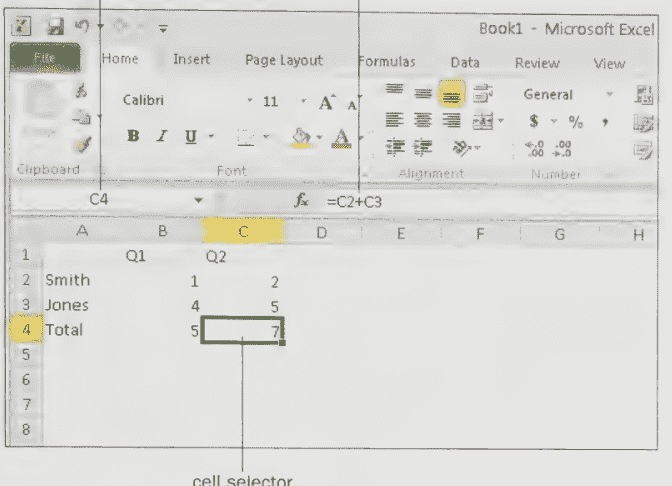 Book1 - Microsoft Excel
File Home Insert Page Layout Formulas Data Review View
Calibri 11 A A General
B I U A $ % , .00 .00
Clipboard Font Alignment Number
C4 fx =C2+C3
A B C D E F G H
1 Q1 Q2
2 Smith 1 2
3 Jones 4 5
4 Total 5 7
5
6
7
8
cell selector